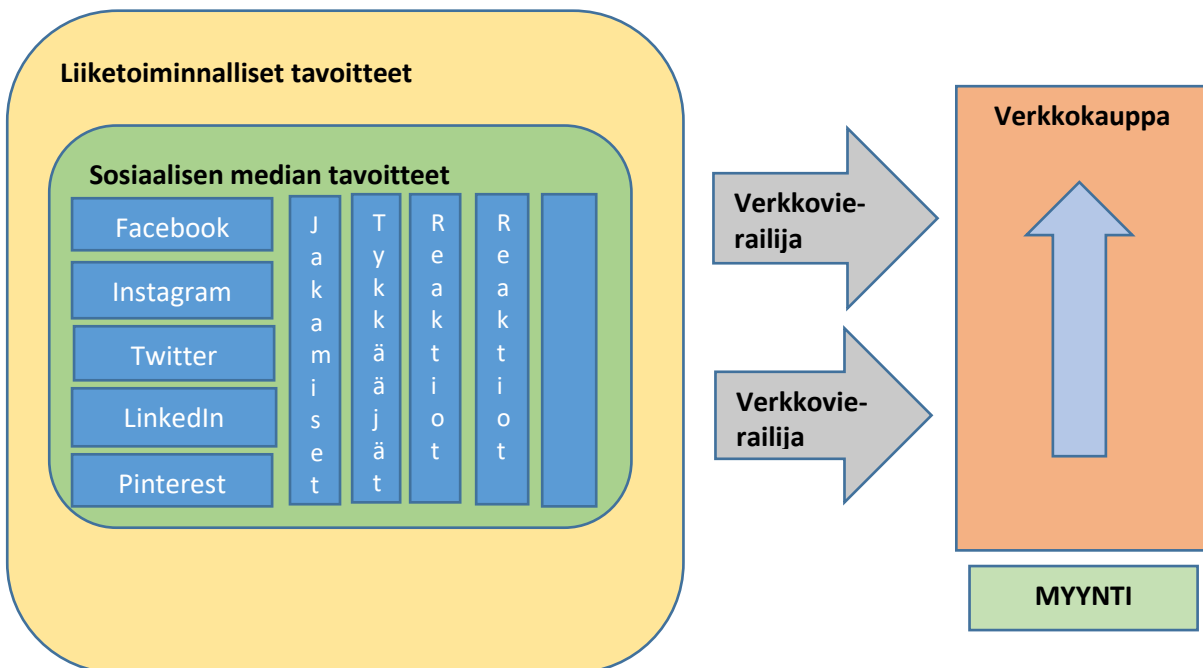 Liiketoiminnalliset tavoitteet
Sosiaalisen median tavoitteet
Facebook
Instagram
Twitter
LinkedIn
Pinterest
Jakamiset
Tykkääjät
Reaktiot
Reaktiot
Verkkovie-
railija
Verkkovie-
railija
Verkkokauppa
MYYNTI